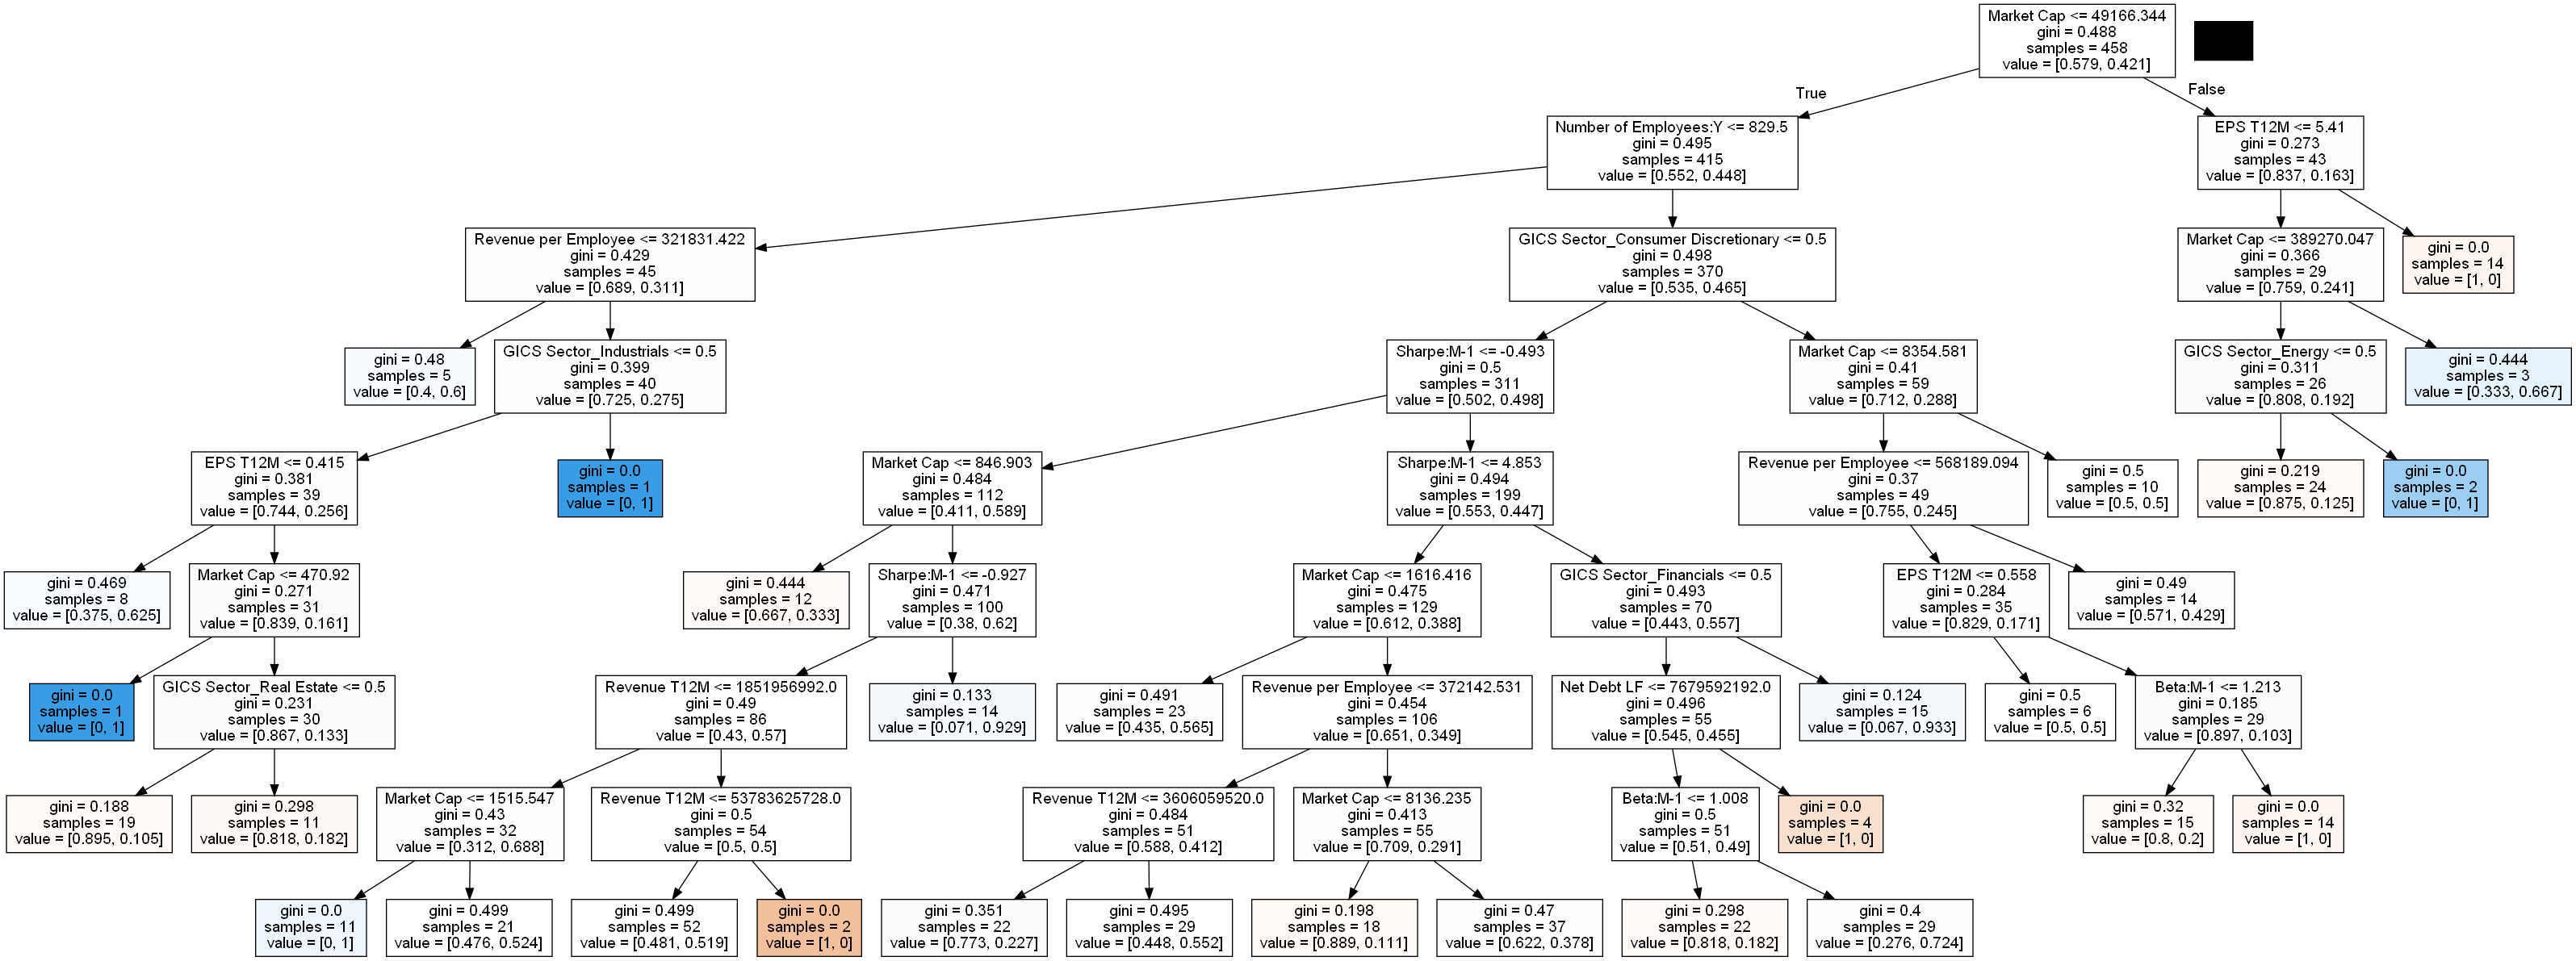 Market Cap <= 49166.344
gini = 0.488
samples = 458
value = [0.579, 0.421]
True
False
Number of Employees:Y <= 829.5
gini = 0.495
samples = 415
value = [0.552, 0.448]
EPS T12M <= 5.41
gini = 0.273
samples = 43
value = [0.837, 0.163]
Revenue per Employee <= 321831.422
gini = 0.429
samples = 45
value = [0.689, 0.311]
GICS Sector_Consumer Discretionary <= 0.5
gini = 0.498
samples = 370
value = [0.535, 0.465]
Market Cap <= 389270.047
gini = 0.366
samples = 29
value = [0.759, 0.241]
gini = 0.0
samples = 14
value = [1, 0]
gini = 0.48
samples = 5
value = [0.4, 0.6]
GICS Sector_Industrials <= 0.5
gini = 0.399
samples = 40
value = [0.725, 0.275]
Sharpe:M-1 <= -0.493
gini = 0.5
samples = 311
value = [0.502, 0.498]
Market Cap <= 8354.581
gini = 0.41
samples = 59
value = [0.712, 0.288]
GICS Sector_Energy <= 0.5
gini = 0.311
samples = 26
value = [0.808, 0.192]
gini = 0.444
samples = 3
value = [0.333, 0.667]
EPS T12M <= 0.415
gini = 0.381
samples = 39
value = [0.744, 0.256]
gini = 0.0
samples = 1
value = [0, 1]
Market Cap <= 846.903
gini = 0.484
samples = 112
value = [0.411, 0.589]
Sharpe:M-1 <= 4.853
gini = 0.494
samples = 199
value = [0.553, 0.447]
Revenue per Employee <= 568189.094
gini = 0.37
samples = 49
value = [0.755, 0.245]
gini = 0.5
samples = 10
value = [0.5, 0.5]
gini = 0.219
samples = 24
value = [0.875, 0.125]
gini = 0.0
samples = 2
value = [0, 1]
gini = 0.469
samples = 8
value = [0.375, 0.625]
Market Cap <= 470.92
gini = 0.271
samples = 31
value = [0.839, 0.161]
gini = 0.444
samples = 12
value = [0.667, 0.333]
Sharpe:M-1 <= -0.927
gini = 0.471
samples = 100
value = [0.38, 0.62]
Market Cap <= 1616.416
gini = 0.475
samples = 129
value = [0.612, 0.388]
GICS Sector_Financials <= 0.5
gini = 0.493
samples = 70
value = [0.443, 0.557]
EPS T12M <= 0.558
gini = 0.284
samples = 35
value = [0.829, 0.171]
gini = 0.49
samples = 14
value = [0.571, 0.429]
gini = 0.0
samples = 1
value = [0, 1]
GICS Sector_Real Estate <= 0.5
gini = 0.231
samples = 30
value = [0.867, 0.133]
Revenue T12M <= 1851956992.0
gini = 0.49
samples = 86
value = [0.43, 0.57]
gini = 0.133
samples = 14
value = [0.071, 0.929]
gini = 0.491
samples = 23
value = [0.435, 0.565]
Revenue per Employee <= 372142.531
gini = 0.454
samples = 106
value = [0.651, 0.349]
Net Debt LF <= 7679592192.0
gini = 0.496
samples = 55
value = [0.545, 0.455]
gini = 0.124
samples = 15
value = [0.067, 0.933]
gini = 0.5
samples = 6
value = [0.5, 0.5]
Beta:M-1 <= 1.213
gini = 0.185
samples = 29
value = [0.897, 0.103]
gini = 0.188
samples = 19
value = [0.895, 0.105]
gini = 0.298
samples = 11
value = [0.818, 0.182]
Market Cap <= 1515.547
gini = 0.43
samples = 32
value = [0.312, 0.688]
Revenue T12M <= 53783625728.0
gini = 0.5
samples = 54
value = [0.5, 0.5]
Revenue T12M <= 3606059520.0
gini = 0.484
samples = 51
value = [0.588, 0.412]
Market Cap <= 8136.235
gini = 0.413
samples = 55
value = [0.709, 0.291]
Beta:M-1 <= 1.008
gini = 0.5
samples = 51
value = [0.51, 0.49]
gini = 0.0
samples = 4
value = [1, 0]
gini = 0.32
samples = 15
value = [0.8, 0.2]
gini = 0.0
samples = 14
value = [1, 0]
gini = 0.0
samples = 11
value = [0, 1]
gini = 0.499
samples = 21
value = [0.476, 0.524]
gini = 0.499
samples = 52
value = [0.481, 0.519]
gini = 0.0
samples = 2
value = [1, 0]
gini = 0.351
samples = 22
value = [0.773, 0.227]
gini = 0.495
samples = 29
value = [0.448, 0.552]
gini = 0.198
samples = 18
value = [0.889, 0.111]
gini = 0.47
samples = 37
value = [0.622, 0.378]
gini = 0.298
samples = 22
value = [0.818, 0.182]
gini = 0.4
samples = 29
value = [0.276, 0.724]